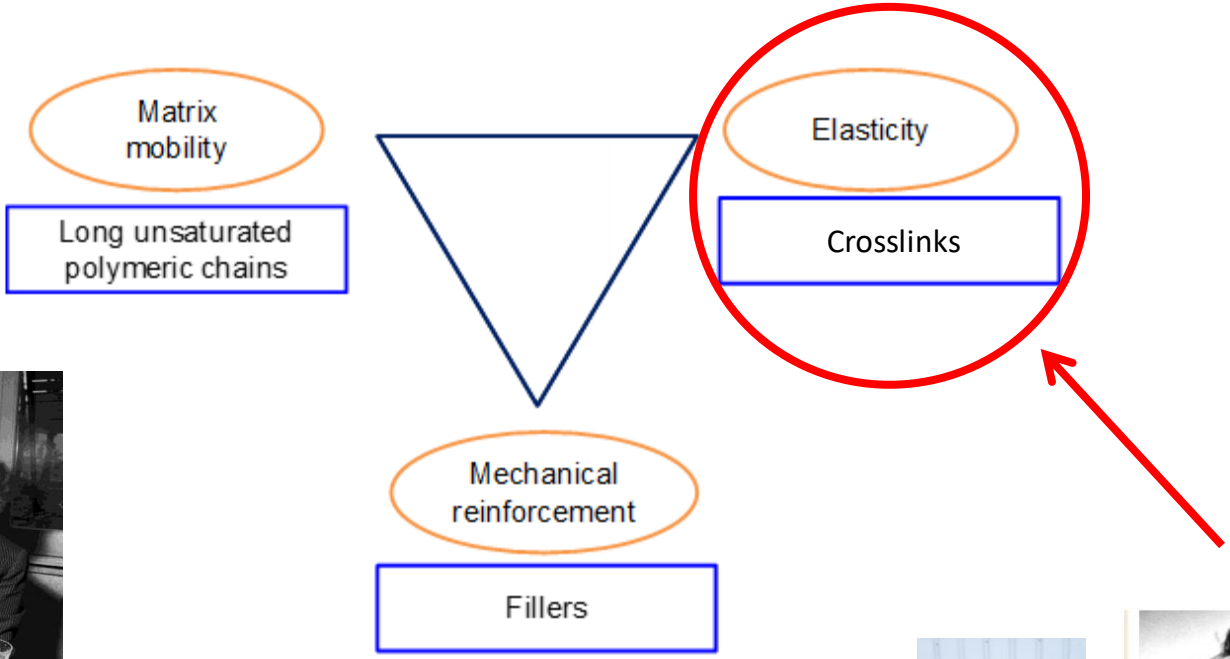 Matrix
mobility
Long unsaturated
polymeric chains
Elasticity
Crosslinks
Mechanical
reinforcement
Fillers